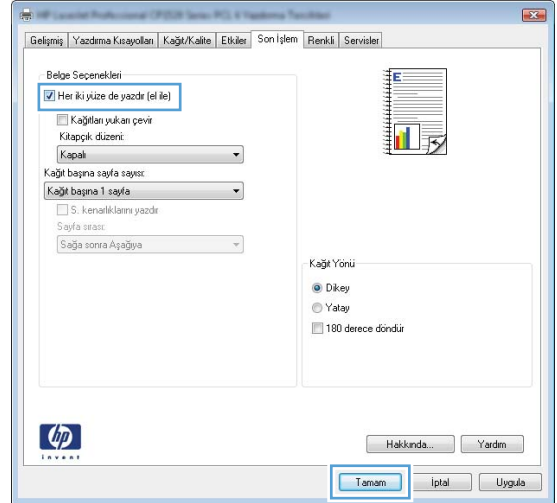 Gelişmiş Yazdırma Kısayolları Kağıt/Kalite Etkiler Son İşlem Renkli Servisler
Belge Seçenekleri
Her iki yüze de yazdır (el ile)
Kağıtları yukarı çevir
Kitapçık düzeni:
Kapalı
Kağıt başına sayfa sayısı:
Kağıt başına 1 sayfa
S. kenarlıklarını yazdır
Sayfa sırası:
Sağa sonra Aşağıya
E
Kağıt Yönü
Dikey
Yatay
180 derece döndür
hp
invent
Hakkında... Yardım
Tamam İptal Uygula